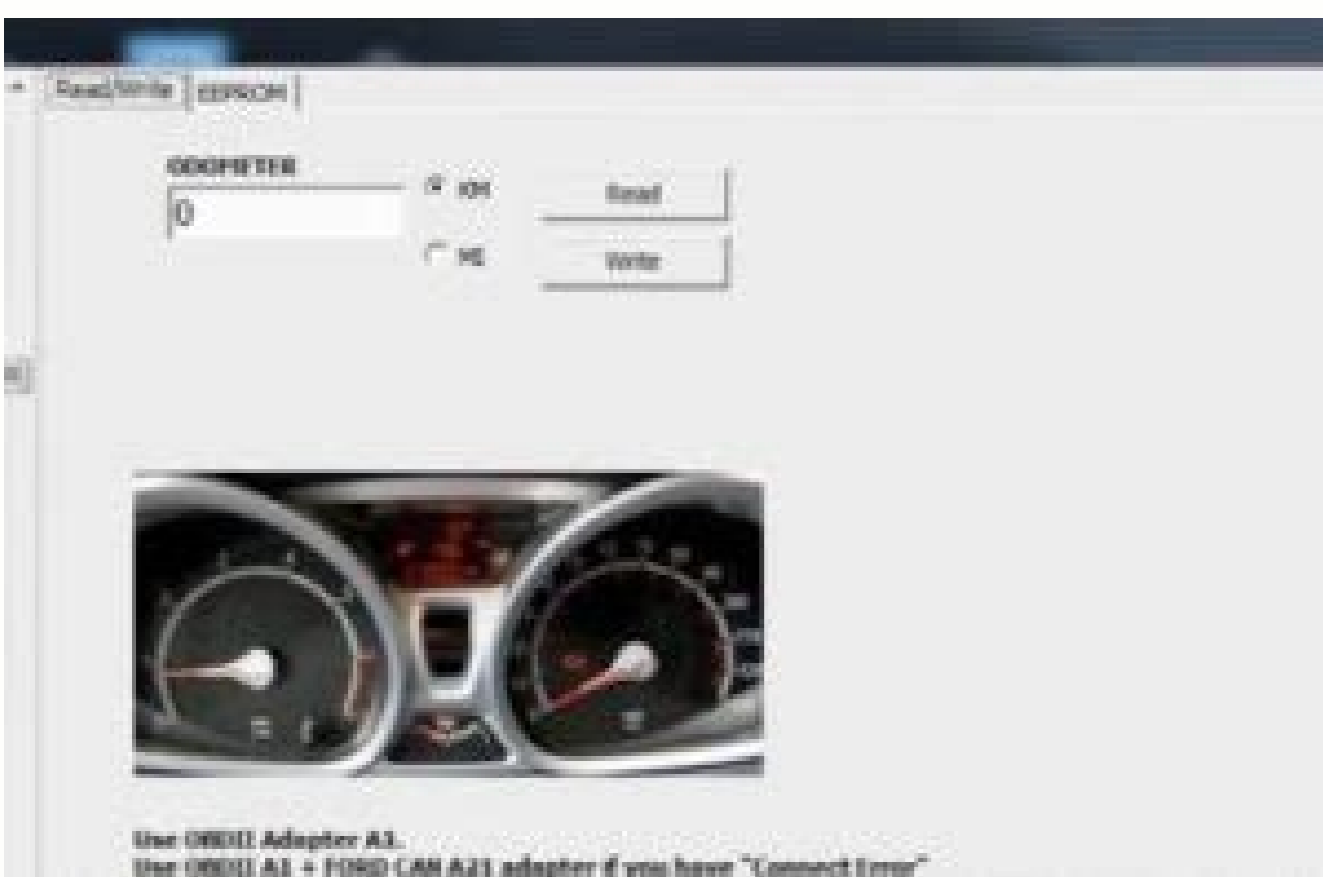 Read/Write EEPROM
ODOMETER
0
KM
Read
MI
Write
Use OBDII Adapter A1.
Use OBDII A1 + FORD CAN A21 adapter if you have "Connect Error"